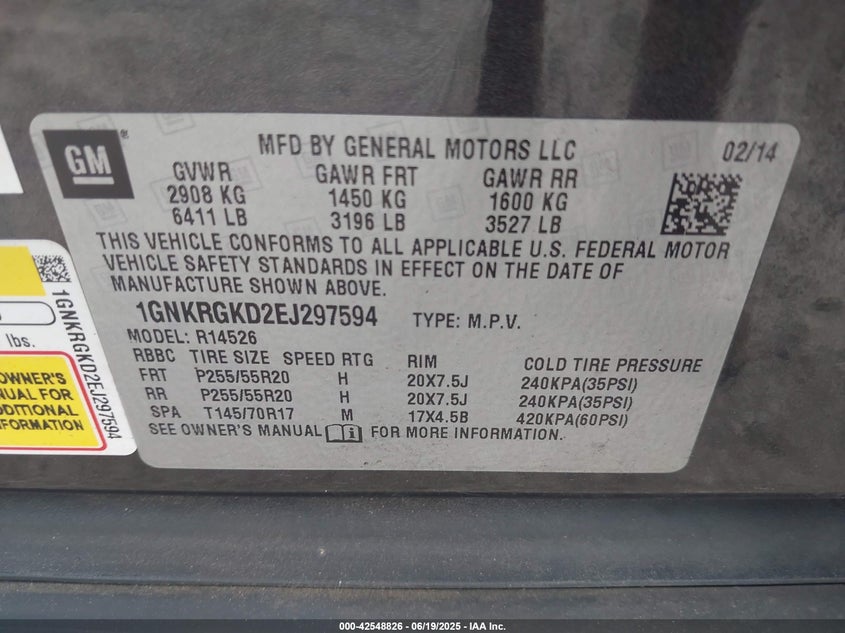 GM
®
MFD BY GENERAL MOTORS LLC 02/14
GVWR GAWR FRT GAWR RR
2908 KG 1450 KG 1600 KG
6411 LB 3196 LB 3527 LB
THIS VEHICLE CONFORMS TO ALL APPLICABLE U.S. FEDERAL MOTOR
VEHICLE SAFETY STANDARDS IN EFFECT ON THE DATE OF
MANUFACTURE SHOWN ABOVE.
1GNKRGKD2EJ297594 TYPE: M.P.V.
MODEL: R14526
RBBC TIRE SIZE SPEED RTG RIM COLD TIRE PRESSURE
FRT P255/55R20 H 20X7.5J 240KPA(35PSI)
RR P255/55R20 H 20X7.5J 240KPA(35PSI)
SPA T145/70R17 M 17X4.5B 420KPA(60PSI)
SEE OWNER'S MANUAL FOR MORE INFORMATION.
1GNKRGKD2EJ297594
lbs.
OWNER'S
FOR
000-42548826 - 06/19/2025 - IAA Inc.